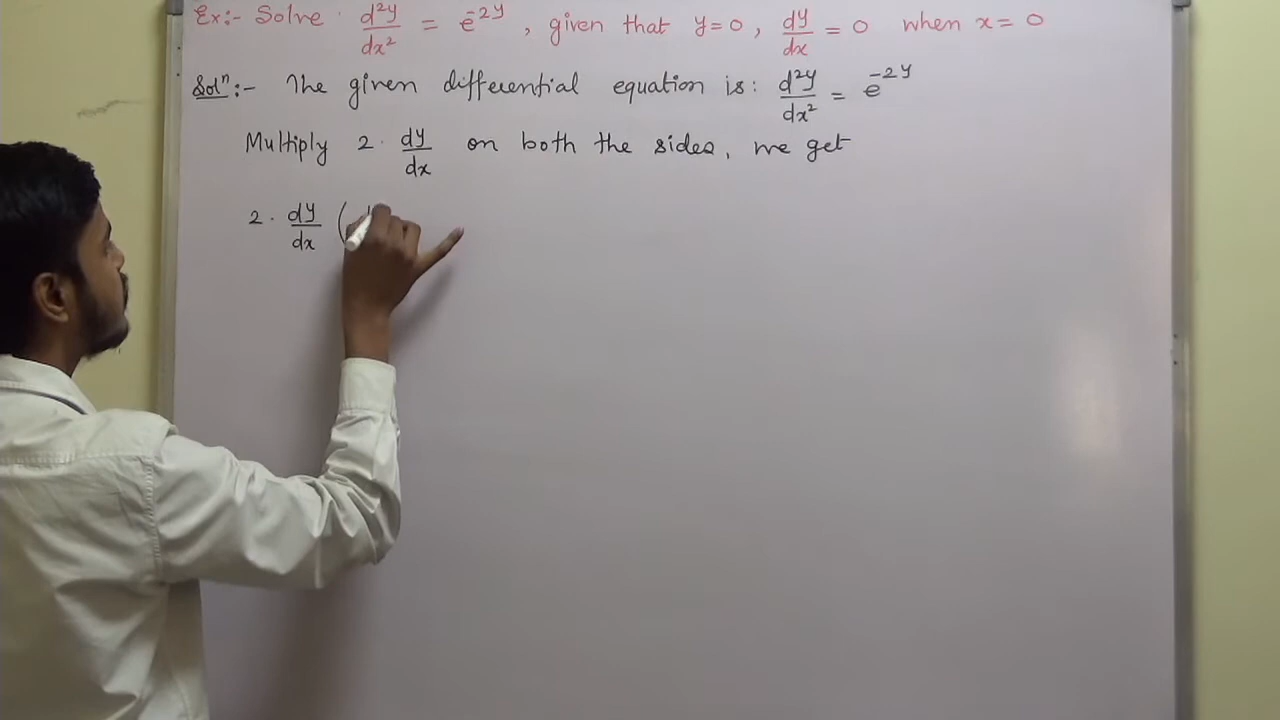 Ex:- Solve d²y/dx² = e^-2y, given that y=0, dy/dx = 0 when x=0
Solⁿ:- The given differential equation is: d²y/dx² = e^-2y
Multiply 2 · dy/dx on both the sides, we get
2 · dy/dx (